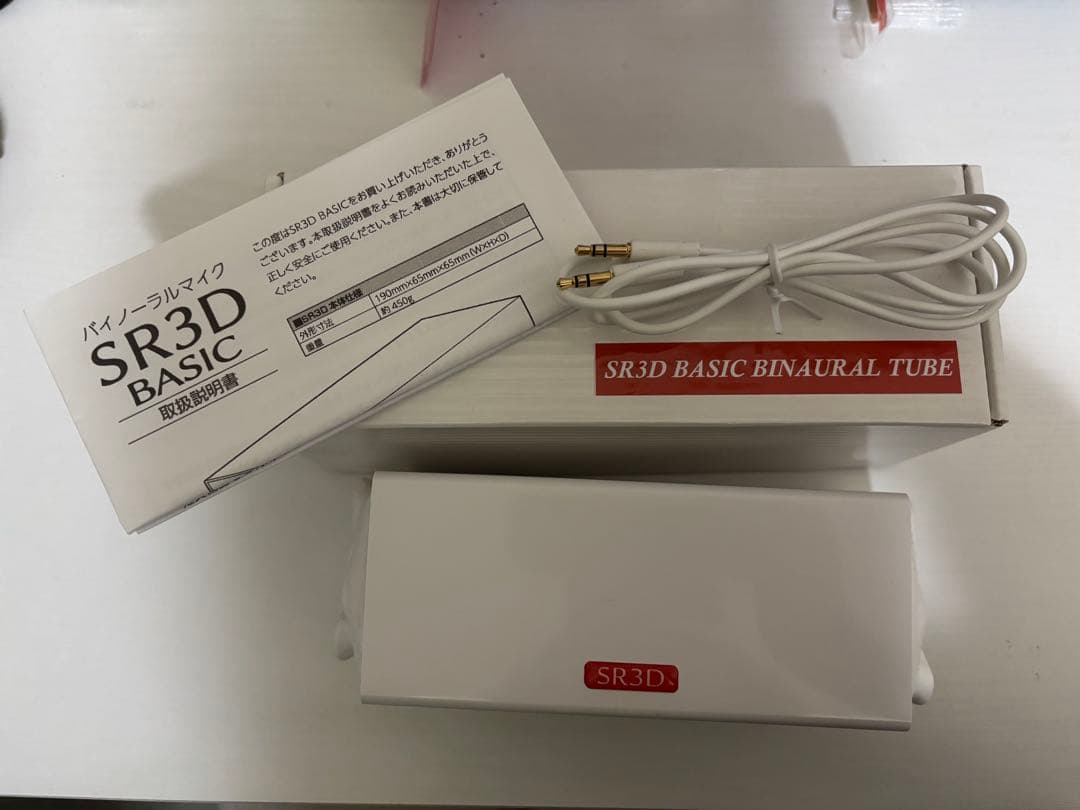 バイノーラルマイク
SR3D
BASIC
取扱説明書
この度はSR3D BASICをお買い上げいただき、ありがとう
ございます。本取扱説明書をよくお読みいただいた上で、
正しく安全にご使用ください。また、本書は大切に保管して
ください。
■SR3D 本体仕様
外形寸法 190mm×65mm×65mm(W×H×D)
重量 約 450g
SR3D BASIC BINAURAL TUBE
SR3D